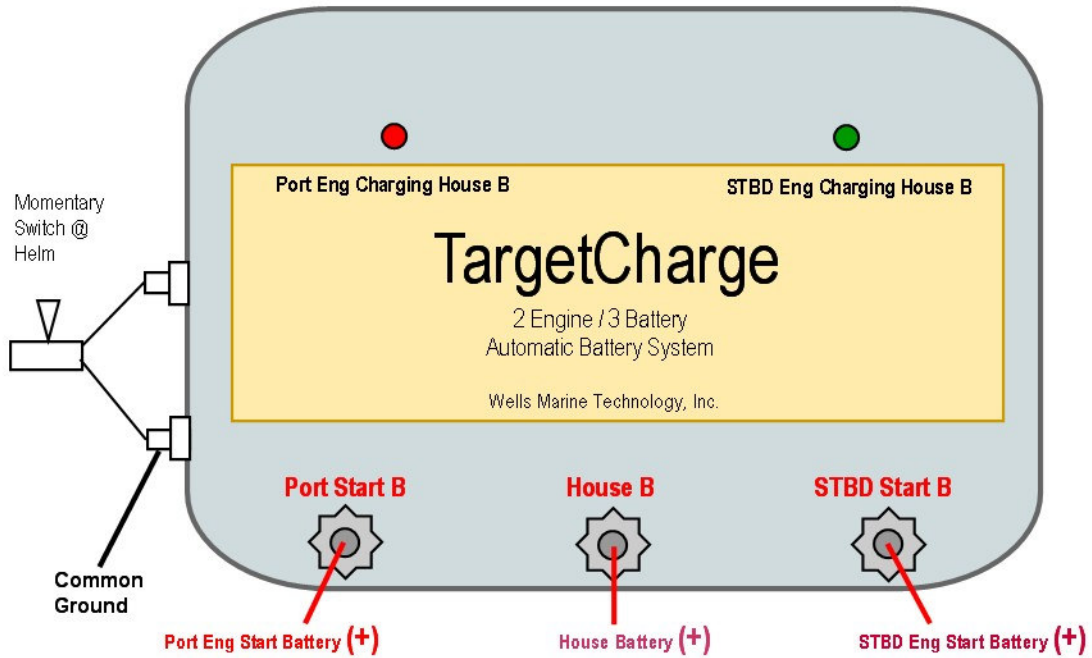 Port Eng Charging House B
STBD Eng Charging House B
Momentary
Switch @
Helm
TargetCharge
2 Engine / 3 Battery
Automatic Battery System
Wells Marine Technology, Inc.
Port Start B
House B
STBD Start B
Common
Ground
Port Eng Start Battery (+)
House Battery (+)
STBD Eng Start Battery (+)